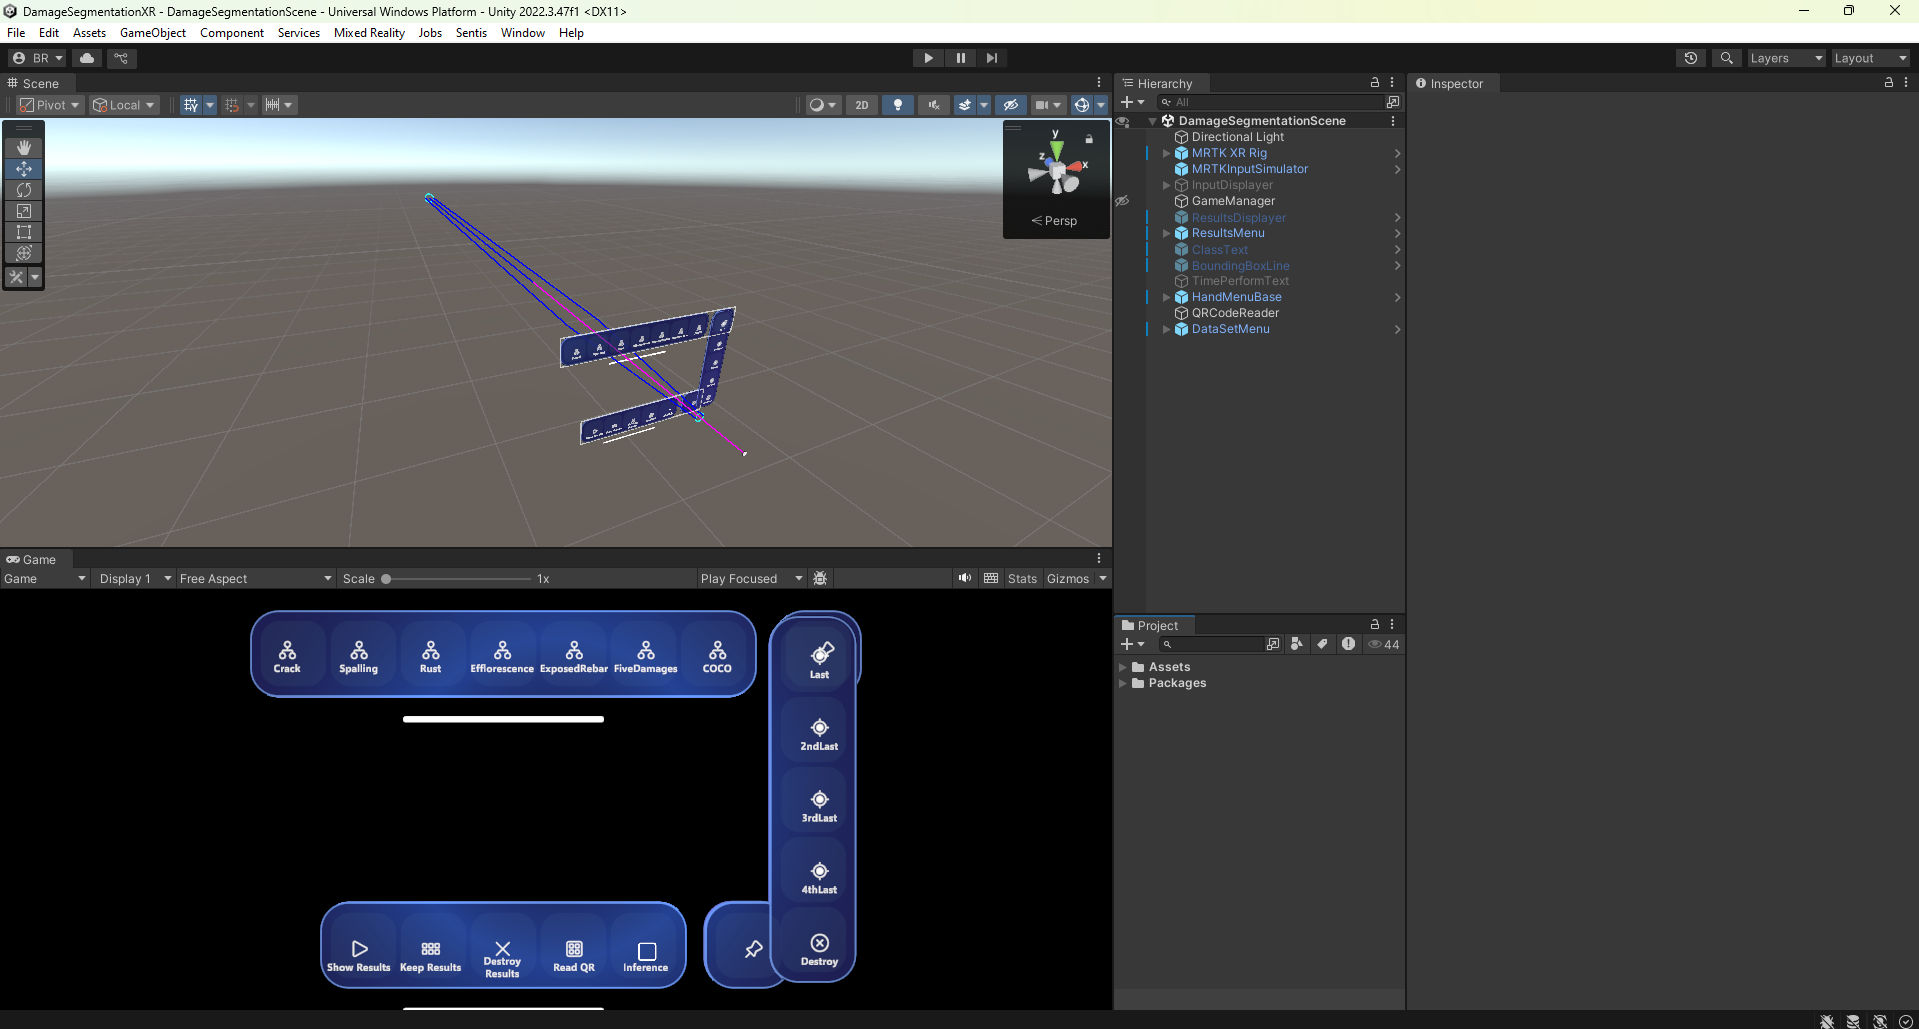 DamageSegmentationXR - DamageSegmentationScene - Universal Windows Platform - Unity 2022.3.47f1 <DX11>
File Edit Assets GameObject Component Services Mixed Reality Jobs Sentis Window Help
BR
Layers
Layout
Scene
Pivot
Local
2D
y
z
x
Persp
Hierarchy
All
DamageSegmentationScene
Directional Light
MRTK XR Rig
MRTKInputSimulator
InputDisplayer
GameManager
ResultsDisplayer
ResultsMenu
ClassText
BoundingBoxLine
TimePerformText
HandMenuBase
QRCodeReader
DataSetMenu
Inspector
Game
Game
Display 1
Free Aspect
Scale
1x
Play Focused
Stats
Gizmos
Crack
Spalling
Rust
Efflorescence
ExposedRebar
FiveDamages
COCO
Last
2ndLast
3rdLast
4thLast
Destroy
Show Results
Keep Results
Destroy
Results
Read QR
Inference
Project
44
Assets
Packages